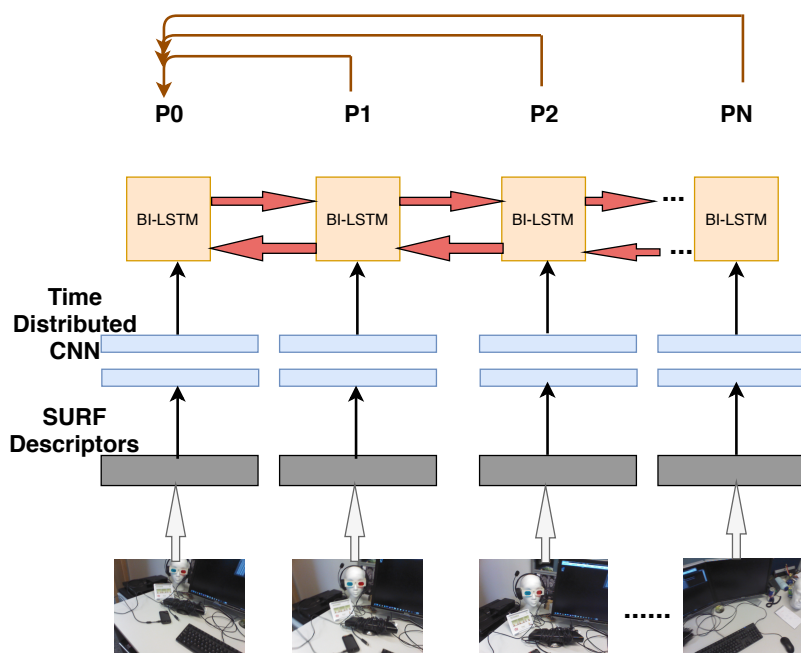 P0 P1 P2 PN
BI-LSTM BI-LSTM BI-LSTM ... BI-LSTM
...
Time
Distributed
CNN
SURF
Descriptors
......